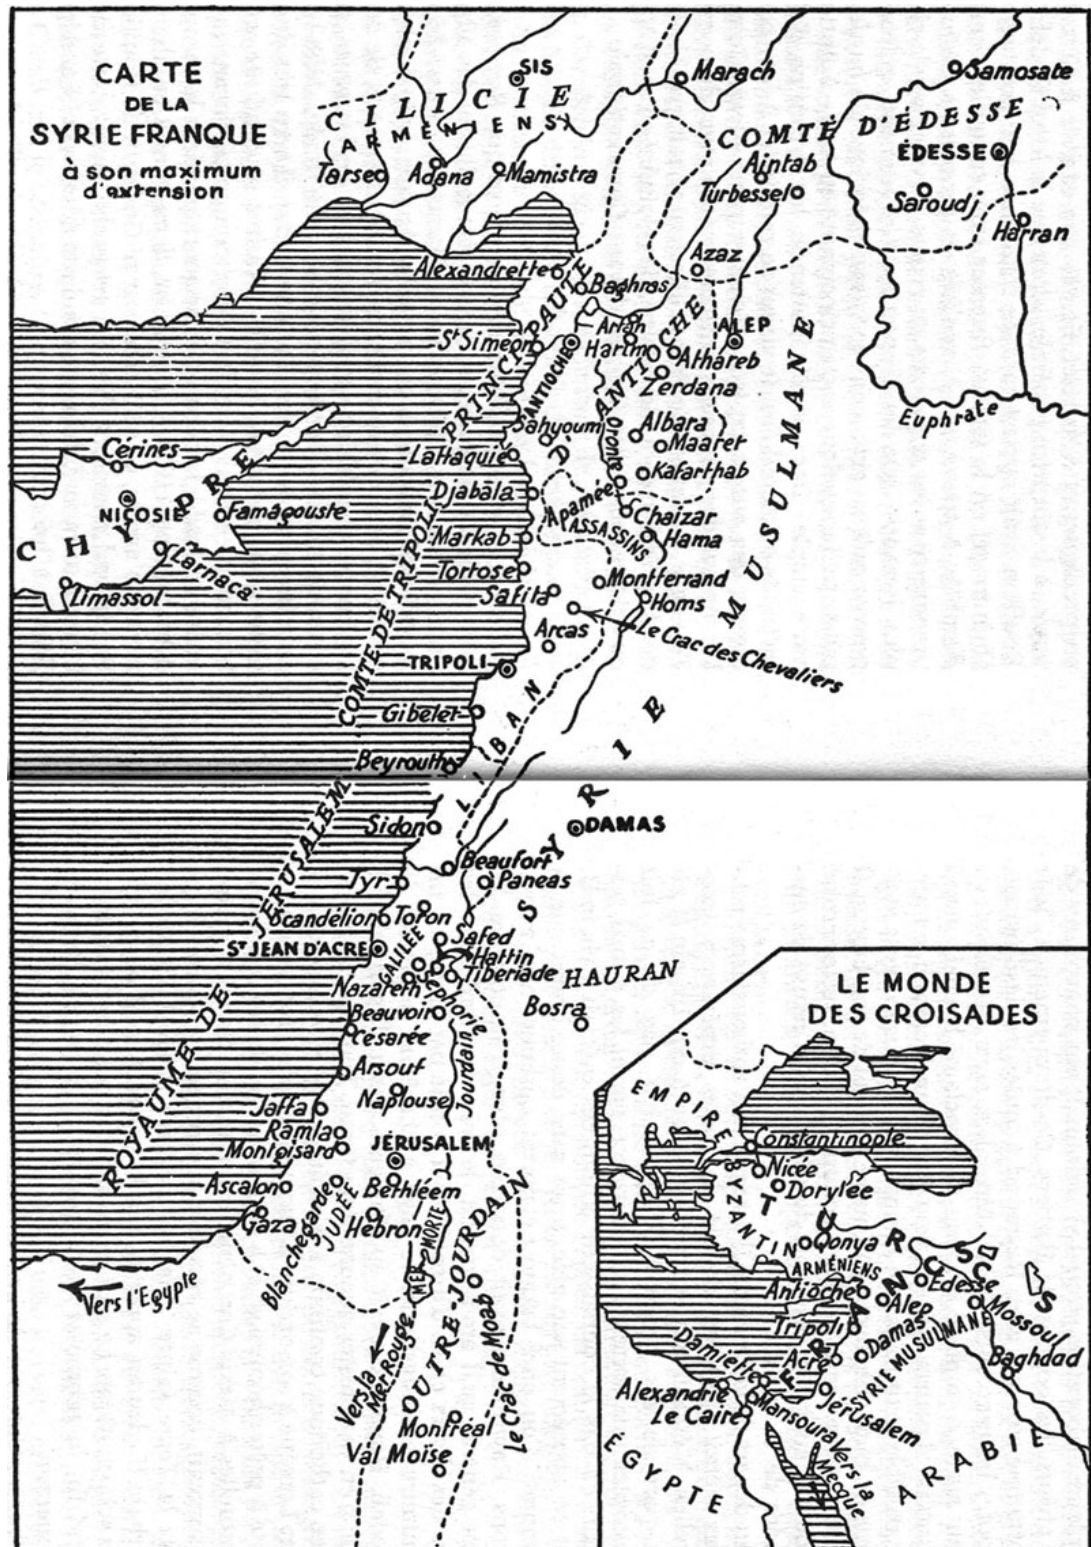 CARTE
DE LA
SYRIE FRANQUE
à son maximum
d'extension
CILICIE
(ARMÉNIENS)
SIS
Marach
Samosate
COMTÉ D'ÉDESSE
ÉDESSE
Tarse
Adana
Mamistra
Aintab
Turbessel
Saroudj
Harran
Alexandrette
Baghras
Azaz
PRINCIPAUTÉ
D'ANTIOCHE
St Siméon
ANTIOCHE
Artah
Harim
ALEP
Athareb
Zerdana
Euphrate
Sahyoum
Albara
Maaret
Lattaquié
Oronte
Kafarthab
Cérines
Djabala
Apamée
Chaizar
NICOSIE
Famagouste
CHYPRE
ASSASSINS
Markab
Hama
Larnaca
Limassol
Tortose
Montferrand
Safita
Homs
Arcas
Le Crac des Chevaliers
COMTÉ DE TRIPOLI
TRIPOLI
SYRIE MUSULMANE
Gibelet
LIBAN
Beyrouth
Sidon
DAMAS
Beaufort
Tyr
Paneas
Scandélion
Toron
ROYAUME DE JÉRUSALEM
ST JEAN D'ACRE
GALILÉE
Safed
Hattin
Tibériade
HAURAN
Nazareth
Séphorie
Beauvoir
Bosra
Césarée
Arsouf
Jourdain
Naplouse
Jaffa
Ramla
Montgisard
JÉRUSALEM
Ascalon
Bethléem
Blanchegarde
JUDÉE
Gaza
Hébron
MER MORTE
OUTRE-JOURDAIN
Vers l'Egypte
Vers la
Mer Rouge
Le Crac de Moab
Montréal
Val Moïse
LE MONDE
DES CROISADES
EMPIRE
BYZANTIN
Constantinople
Nicée
Dorylée
TURCS
Qonya
ARMÉNIENS
Antioche
Edesse
Alep
Mossoul
FRANCS
Tripoli
Damas
SYRIE MUSULMANE
Damiette
Acre
Baghdad
Alexandrie
Le Caire
Jérusalem
Mansoura
Vers la
Mecque
ÉGYPTE
ARABIE